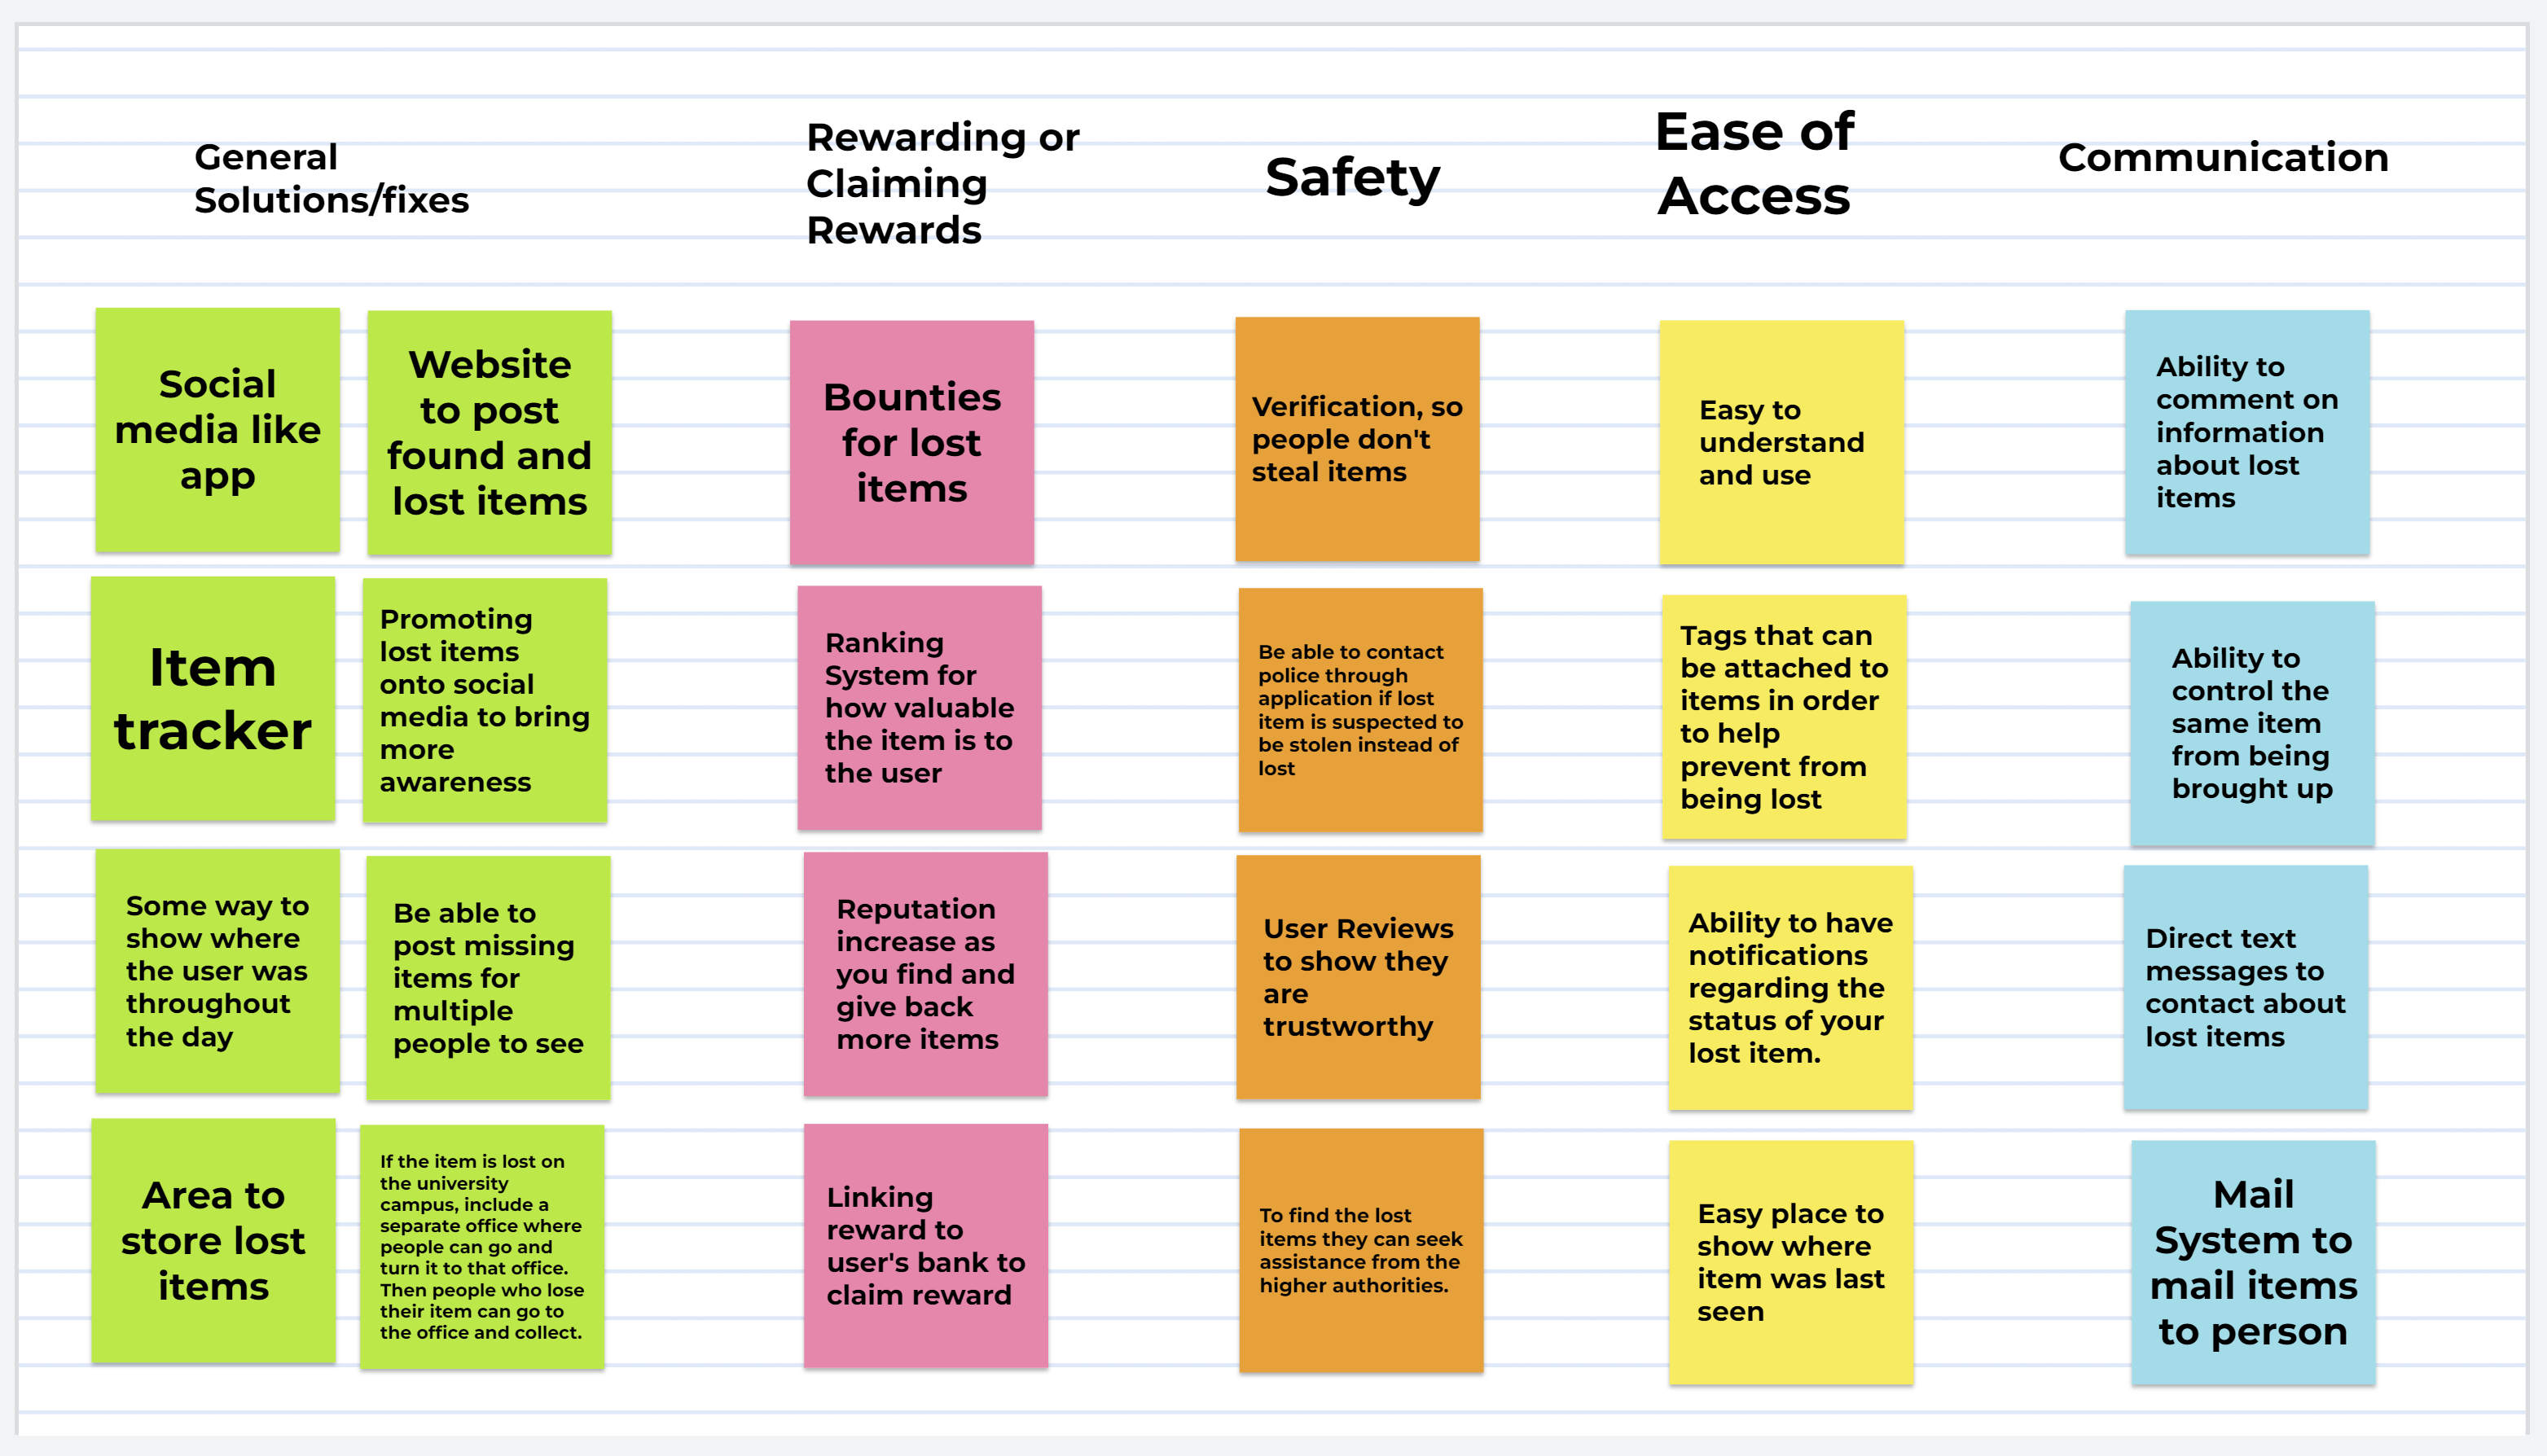 General
Solutions/fixes
Rewarding or
Claiming
Rewards
Safety
Ease of
Access
Communication
Social
media like
app
Website
to post
found and
lost items
Bounties
for lost
items
Verification, so
people don't
steal items
Easy to
understand
and use
Ability to
comment on
information
about lost
items
Item
tracker
Promoting
lost items
onto social
media to bring
more
awareness
Ranking
System for
how valuable
the item is to
the user
Be able to contact
police through
application if lost
item is suspected to
be stolen instead of
lost
Tags that can
be attached to
items in order
to help
prevent from
being lost
Ability to
control the
same item
from being
brought up
Some way to
show where
the user was
throughout
the day
Be able to
post missing
items for
multiple
people to see
Reputation
increase as
you find and
give back
more items
User Reviews
to show they
are
trustworthy
Ability to have
notifications
regarding the
status of your
lost item.
Direct text
messages to
contact about
lost items
Area to
store lost
items
If the item is lost on
the university
campus, include a
separate office where
people can go and
turn it to that office.
Then people who lose
their item can go to
the office and collect.
Linking
reward to
user's bank to
claim reward
To find the lost
items they can seek
assistance from the
higher authorities.
Easy place to
show where
item was last
seen
Mail
System to
mail items
to person